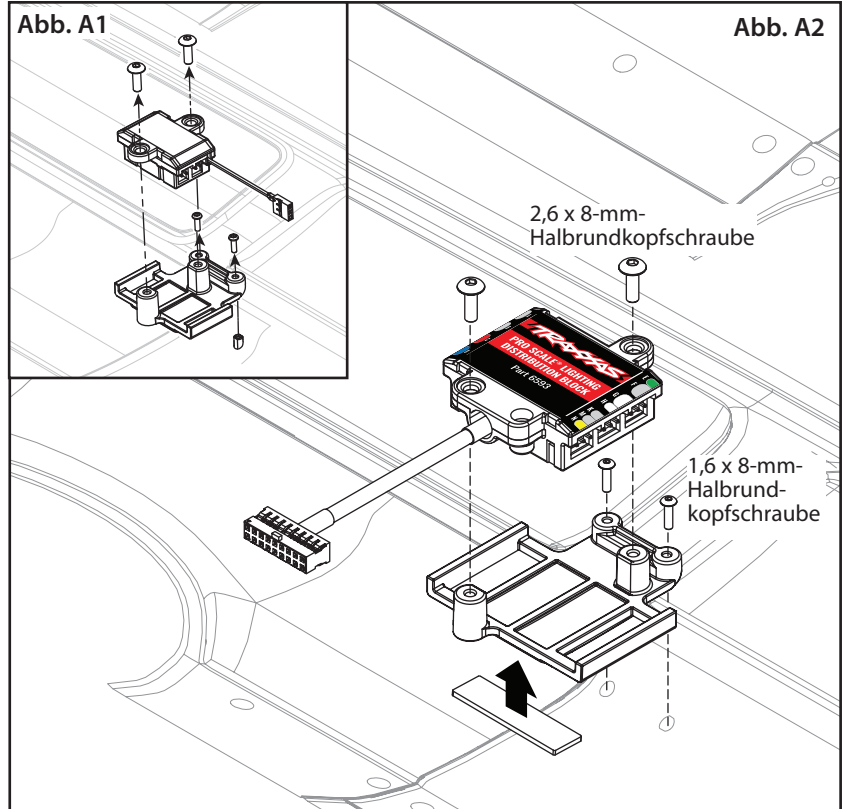 Abb. A1
Abb. A2
2,6 x 8-mm-
Halbrundkopfschraube
TRAXXAS
PRO SCALE® LIGHTING
DISTRIBUTION BLOCK
Part 6593
1,6 x 8-mm-
Halbrund-
kopfschraube